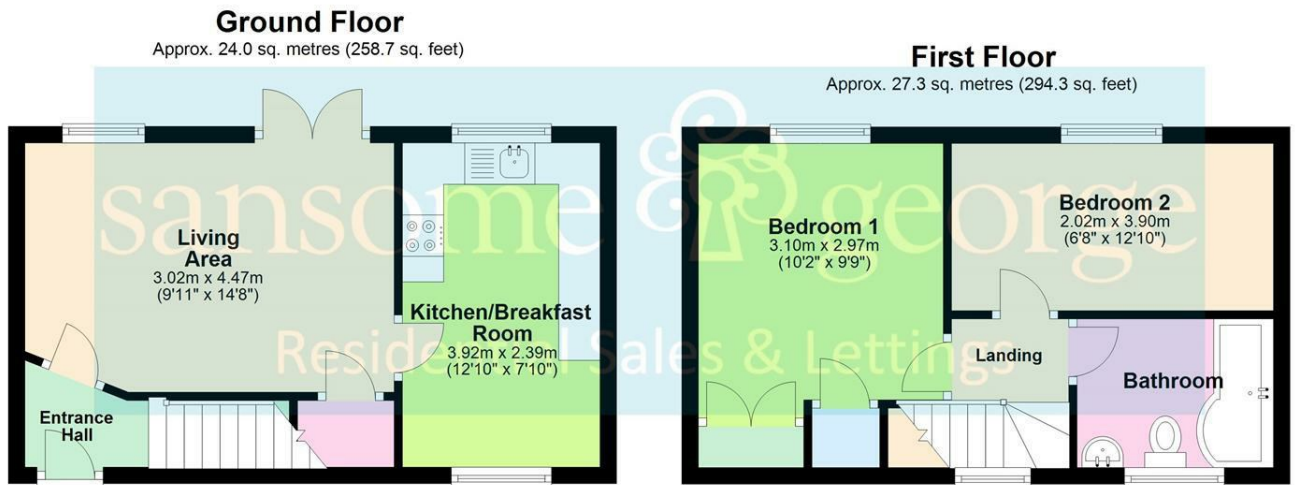 Ground Floor
Approx. 24.0 sq. metres (258.7 sq. feet)
First Floor
Approx. 27.3 sq. metres (294.3 sq. feet)
sansome george
Residential Sales & Lettings
Living
Area
3.02m x 4.47m
(9'11" x 14'8")
Kitchen/Breakfast
Room
3.92m x 2.39m
(12'10" x 7'10")
Entrance
Hall
Bedroom 1
3.10m x 2.97m
(10'2" x 9'9")
Bedroom 2
2.02m x 3.90m
(6'8" x 12'10")
Landing
Bathroom